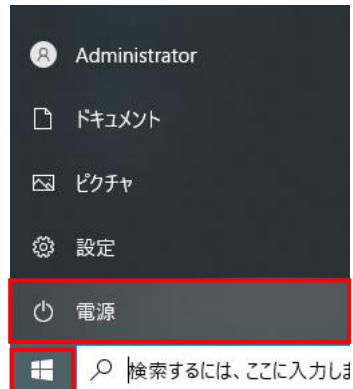 Administrator
ドキュメント
ピクチャ
設定
電源
検索するには、ここに入力しま